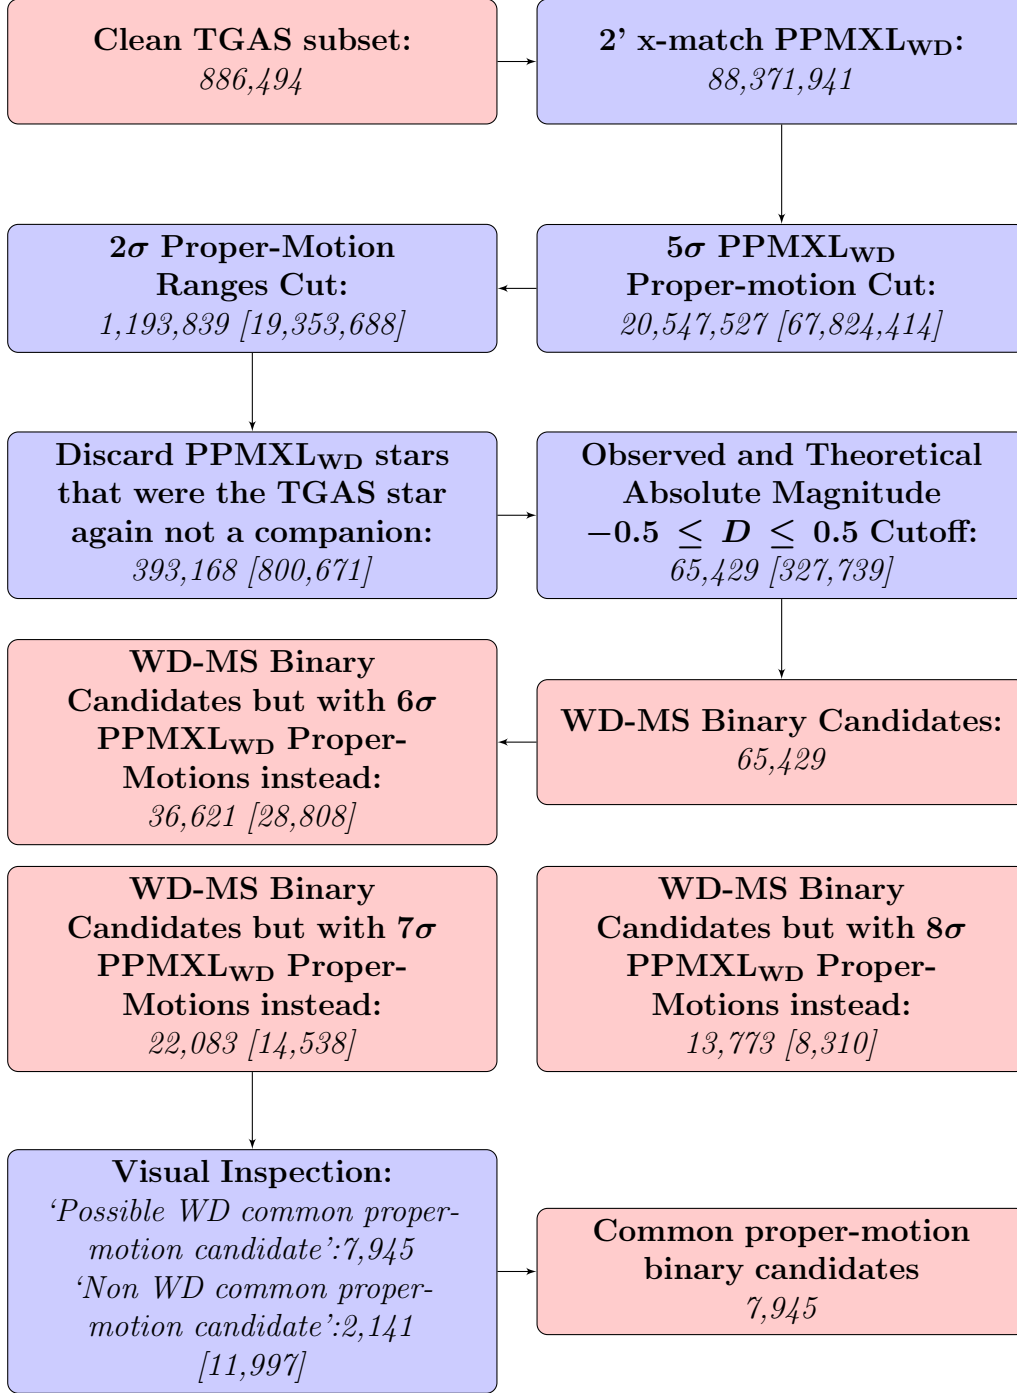 Clean TGAS subset:
886,494
2' x-match PPMXL_WD:
88,371,941
5σ PPMXL_WD
Proper-motion Cut:
20,547,527 [67,824,414]
2σ Proper-Motion
Ranges Cut:
1,193,839 [19,353,688]
Discard PPMXL_WD stars
that were the TGAS star
again not a companion:
393,168 [800,671]
Observed and Theoretical
Absolute Magnitude
−0.5 ≤ D ≤ 0.5 Cutoff:
65,429 [327,739]
WD-MS Binary Candidates:
65,429
WD-MS Binary
Candidates but with 6σ
PPMXL_WD Proper-
Motions instead:
36,621 [28,808]
WD-MS Binary
Candidates but with 7σ
PPMXL_WD Proper-
Motions instead:
22,083 [14,538]
WD-MS Binary
Candidates but with 8σ
PPMXL_WD Proper-
Motions instead:
13,773 [8,310]
Visual Inspection:
‘Possible WD common proper-
motion candidate’:7,945
‘Non WD common proper-
motion candidate’:2,141
[11,997]
Common proper-motion
binary candidates
7,945